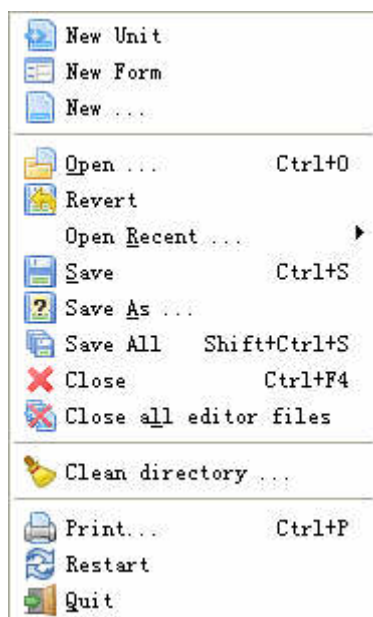 New Unit
New Form
New ...
Open ... Ctrl+O
Revert
Open Recent ...
Save Ctrl+S
Save As ...
Save All Shift+Ctrl+S
Close Ctrl+F4
Close all editor files
Clean directory ...
Print... Ctrl+P
Restart
Quit